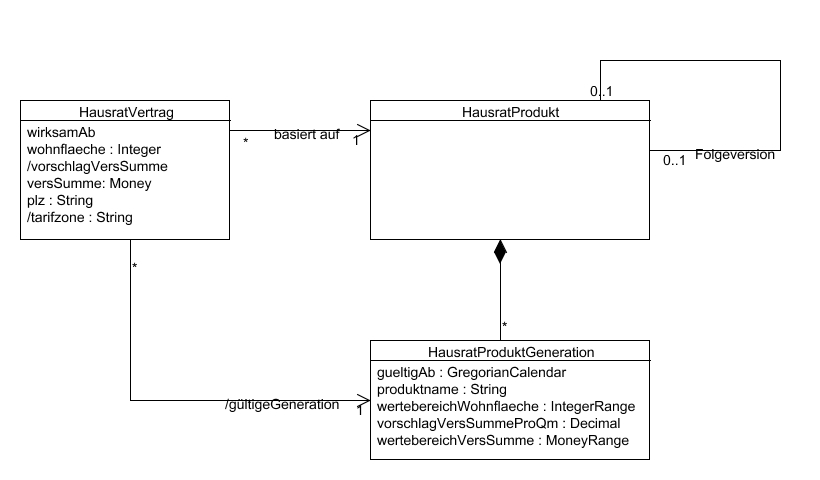 0..1
HausratVertrag
wirksamAb
wohnflaeche : Integer
/vorschlagVersSumme
versSumme: Money
plz : String
/tarifzone : String
*
basiert auf
1
HausratProdukt
0..1
Folgeversion
*
*
/gültigeGeneration
1
HausratProduktGeneration
gueltigAb : GregorianCalendar
produktname : String
wertebereichWohnflaeche : IntegerRange
vorschlagVersSummeProQm : Decimal
wertebereichVersSumme : MoneyRange